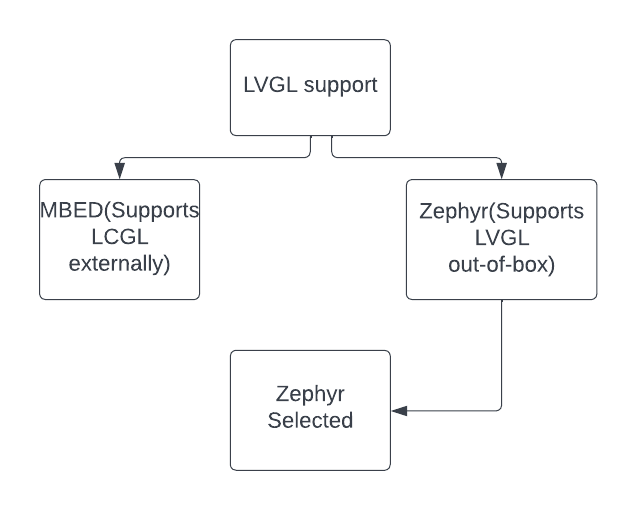 LVGL support
MBED(Supports
LCGL
externally)
Zephyr(Supports
LVGL
out-of-box)
Zephyr
Selected